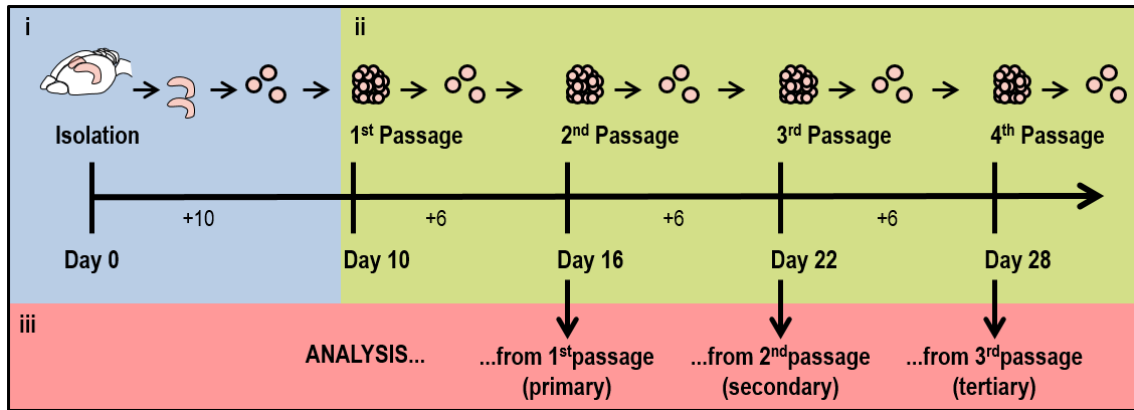 i
ii
Isolation
1st Passage
2nd Passage
3rd Passage
4th Passage
+10
+6
+6
+6
Day 0
Day 10
Day 16
Day 22
Day 28
iii
ANALYSIS...
...from 1stpassage
(primary)
...from 2ndpassage
(secondary)
...from 3rdpassage
(tertiary)